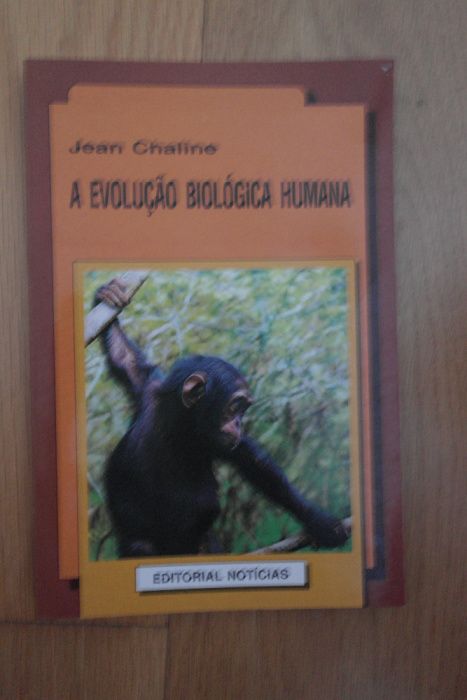 Jean Chaline
A EVOLUÇÃO BIOLÓGICA HUMANA
EDITORIAL NOTÍCIAS